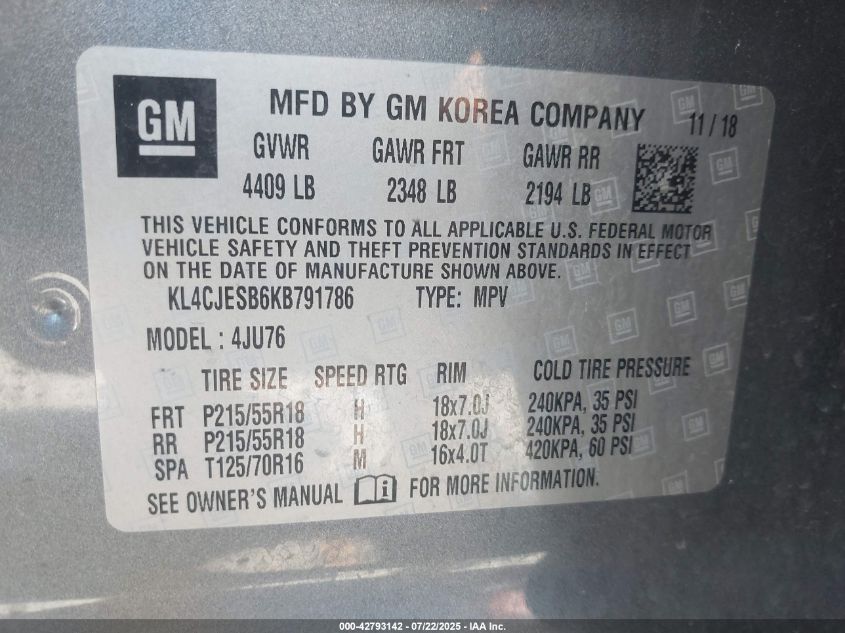 GM
MFD BY GM KOREA COMPANY 11/18
GVWR GAWR FRT GAWR RR
4409 LB 2348 LB 2194 LB
THIS VEHICLE CONFORMS TO ALL APPLICABLE U.S. FEDERAL MOTOR
VEHICLE SAFETY AND THEFT PREVENTION STANDARDS IN EFFECT
ON THE DATE OF MANUFACTURE SHOWN ABOVE.
KL4CJESB6KB791786 TYPE: MPV
MODEL : 4JU76
TIRE SIZE SPEED RTG RIM COLD TIRE PRESSURE
FRT P215/55R18 H 18x7.0J 240KPA, 35 PSI
RR P215/55R18 H 18x7.0J 240KPA, 35 PSI
SPA T125/70R16 M 16x4.0T 420KPA, 60 PSI
SEE OWNER'S MANUAL i FOR MORE INFORMATION.
000-42793142 - 07/22/2025 - IAA Inc.